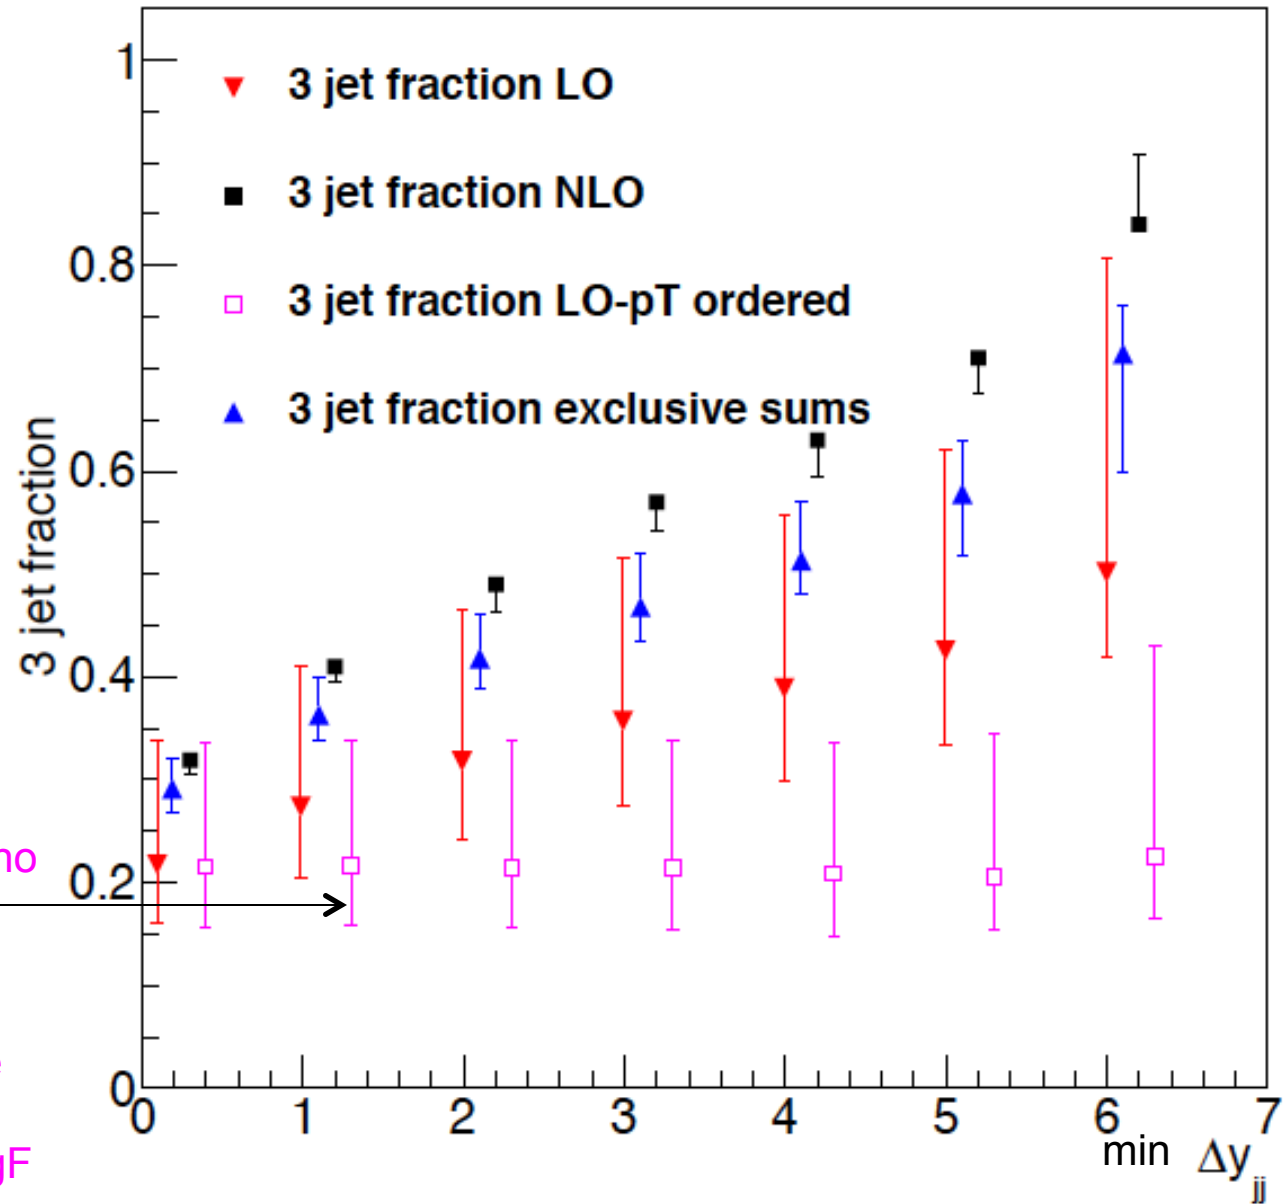 1
3 jet fraction LO
3 jet fraction NLO
0.8
3 jet fraction LO-pT ordered
3 jet fraction exclusive sums
0.6
3 jet fraction
0.4
0.2
0
0 1 2 3 4 5 6 7
min Δy jj
gF